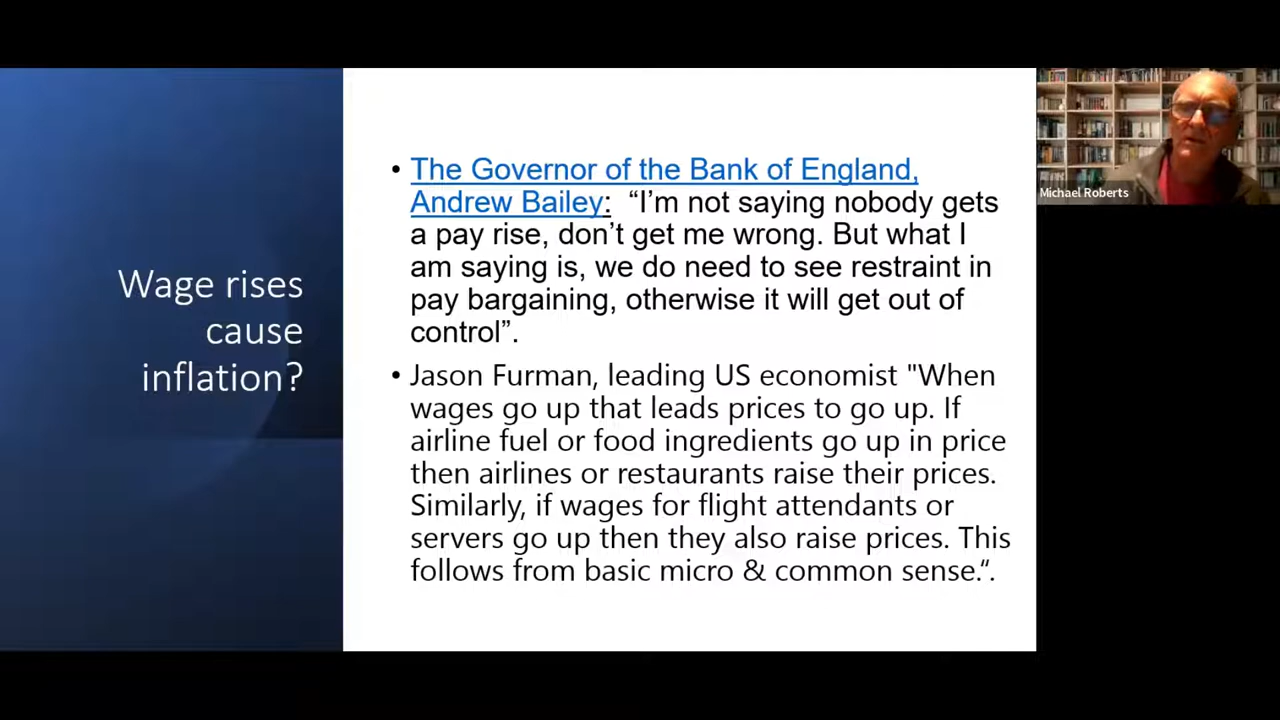 Wage rises
cause
inflation?
• The Governor of the Bank of England,
Andrew Bailey:  “I’m not saying nobody gets
a pay rise, don’t get me wrong. But what I
am saying is, we do need to see restraint in
pay bargaining, otherwise it will get out of
control”.
• Jason Furman, leading US economist "When
wages go up that leads prices to go up. If
airline fuel or food ingredients go up in price
then airlines or restaurants raise their prices.
Similarly, if wages for flight attendants or
servers go up then they also raise prices. This
follows from basic micro & common sense.“.
Michael Roberts